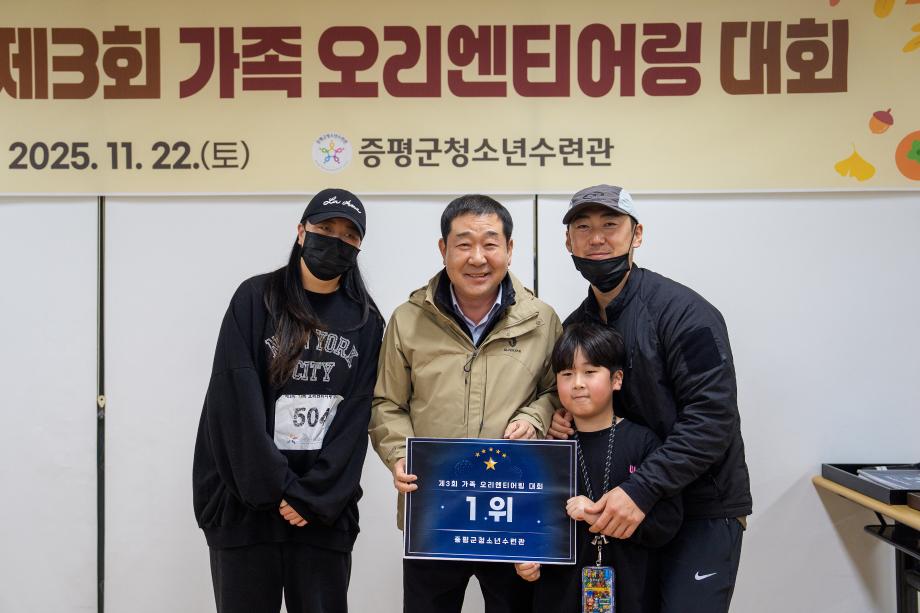 제3회 가족 오리엔티어링 대회
2025. 11. 22.(토)
증평군청소년수련관
NEW YORK
CITY
504
제3회 가족 오리엔티어링 대회
1위
증평군청소년수련관